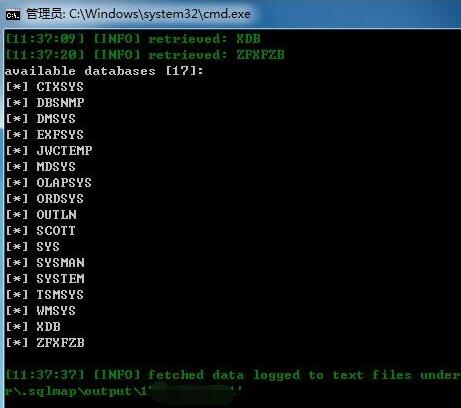 管理员: C:\Windows\system32\cmd.exe
[11:37:09] [INFO] retrieved: XDB
[11:37:20] [INFO] retrieved: ZFXFZB
available databases [17]:
[*] CTXSYS
[*] DBSNMP
[*] DMSYS
[*] EXFSYS
[*] JWCTEMP
[*] MDSYS
[*] OLAPSYS
[*] ORDSYS
[*] OUTLN
[*] SCOTT
[*] SYS
[*] SYSMAN
[*] SYSTEM
[*] TSMSYS
[*] WMSYS
[*] XDB
[*] ZFXFZB
[11:37:37] [INFO] fetched data logged to text files under
r\.sqlmap\output\1